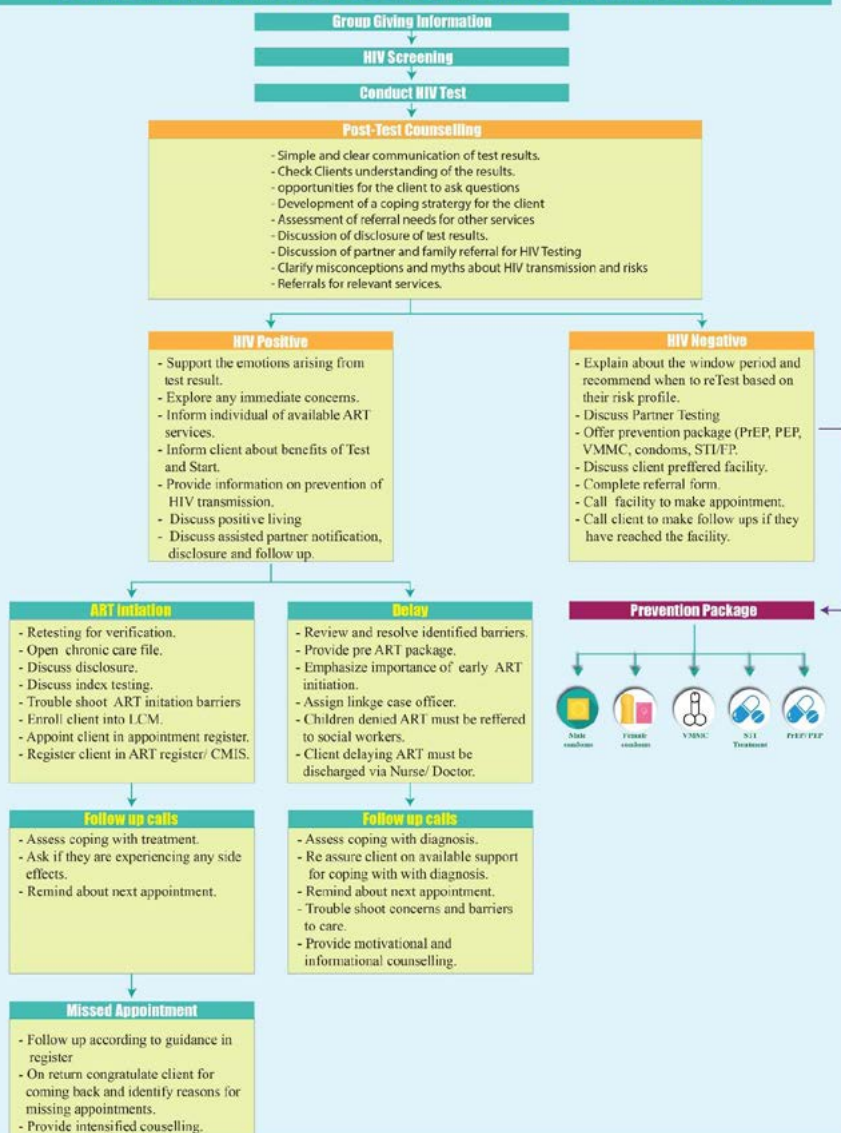 Group Giving Information
HIV Screening
Conduct HIV Test
Post-Test Counselling
- Simple and clear communication of test results.
- Check Clients understanding of the results.
- opportunities for the client to ask questions
- Development of a coping stratergy for the client
- Assessment of referral needs for other services
- Discussion of disclosure of test results.
- Discussion of partner and family referral for HIV Testing
- Clarify misconceptions and myths about HIV transmission and risks
- Referrals for relevant services.
HIV Positive
- Support the emotions arising from
test result.
- Explore any immediate concerns.
- Inform individual of available ART
services.
- Inform client about benefits of Test
and Start.
- Provide information on prevention of
HIV transmission.
- Discuss positive living
- Discuss assisted partner notification,
disclosure and follow up.
HIV Negative
- Explain about the window period and
recommend when to reTest based on
their risk profile.
- Discuss Partner Testing
- Offer prevention package (PrEP, PEP,
VMMC, condoms, STI/FP.
- Discuss client preffered facility.
- Complete referral form.
- Call facility to make appointment.
- Call client to make follow ups if they
have reached the facility.
ART Intiation
- Retesting for verification.
- Open chronic care file.
- Discuss disclosure.
- Discuss index testing.
- Trouble shoot ART initation barriers
- Enroll client into LCM.
- Appoint client in appointment register.
- Register client in ART register/ CMIS.
Delay
- Review and resolve identified barriers.
- Provide pre ART package.
- Emphasize importance of early ART
initiation.
- Assign linkge case officer.
- Children denied ART must be reffered
to social workers.
- Client delaying ART must be
discharged via Nurse/ Doctor.
Prevention Package
Male
condoms
Female
condoms
VMMC
STI
Treatment
PrEP/PEP
Follow up calls
- Assess coping with treatment.
- Ask if they are experiencing any side
effects.
- Remind about next appointment.
Follow up calls
- Assess coping with diagnosis.
- Re assure client on available support
for coping with with diagnosis.
- Remind about next appointment.
- Trouble shoot concerns and barriers
to care.
- Provide motivational and
informational counselling.
Missed Appointment
- Follow up according to guidance in
register
- On return congratulate client for
coming back and identify reasons for
missing appointments.
- Provide intensified couselling.